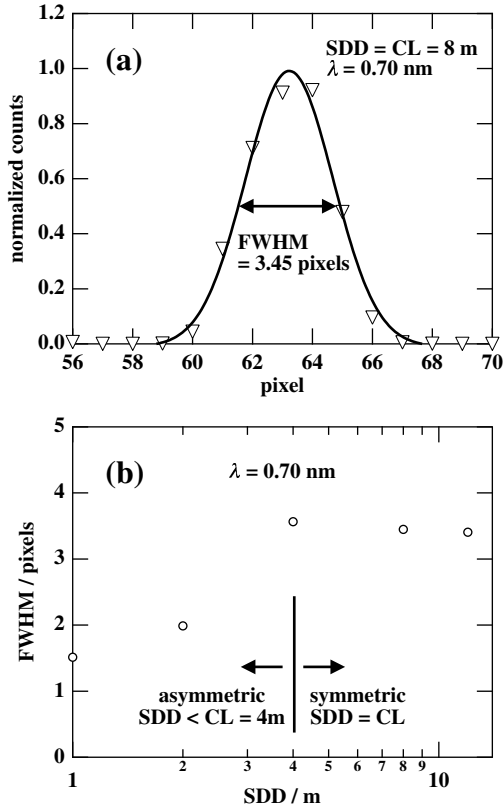 1.2
1.0
0.8
0.6
0.4
0.2
0.0
normalized counts
(a)
SDD = CL = 8 m
λ = 0.70 nm
FWHM
= 3.45 pixels
56 58 60 62 64 66 68 70
pixel
5
4
3
2
1
0
FWHM / pixels
(b)
λ = 0.70 nm
asymmetric
SDD < CL = 4m
symmetric
SDD = CL
1 2 3 4 5 6 7 8 9 10
SDD / m